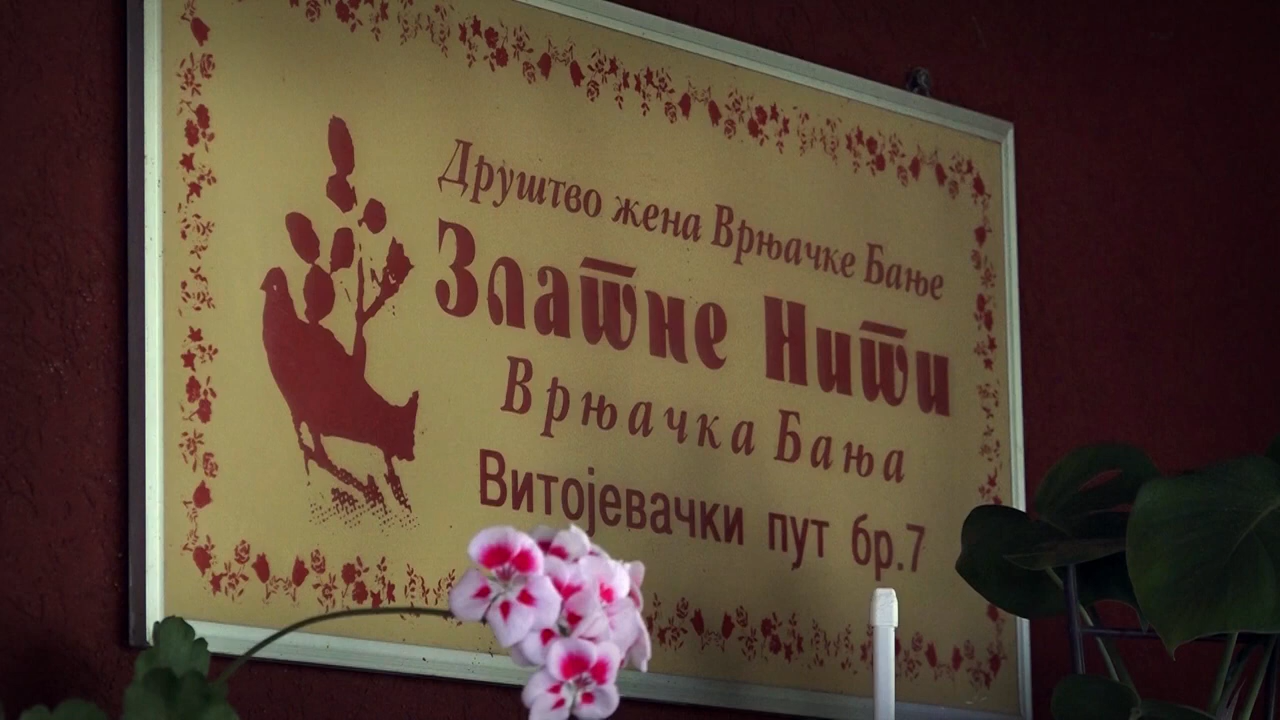 Друштво жена Врњачке Бање
Златне Нити
Врњачка Бања
Витојевачки пут бр.7